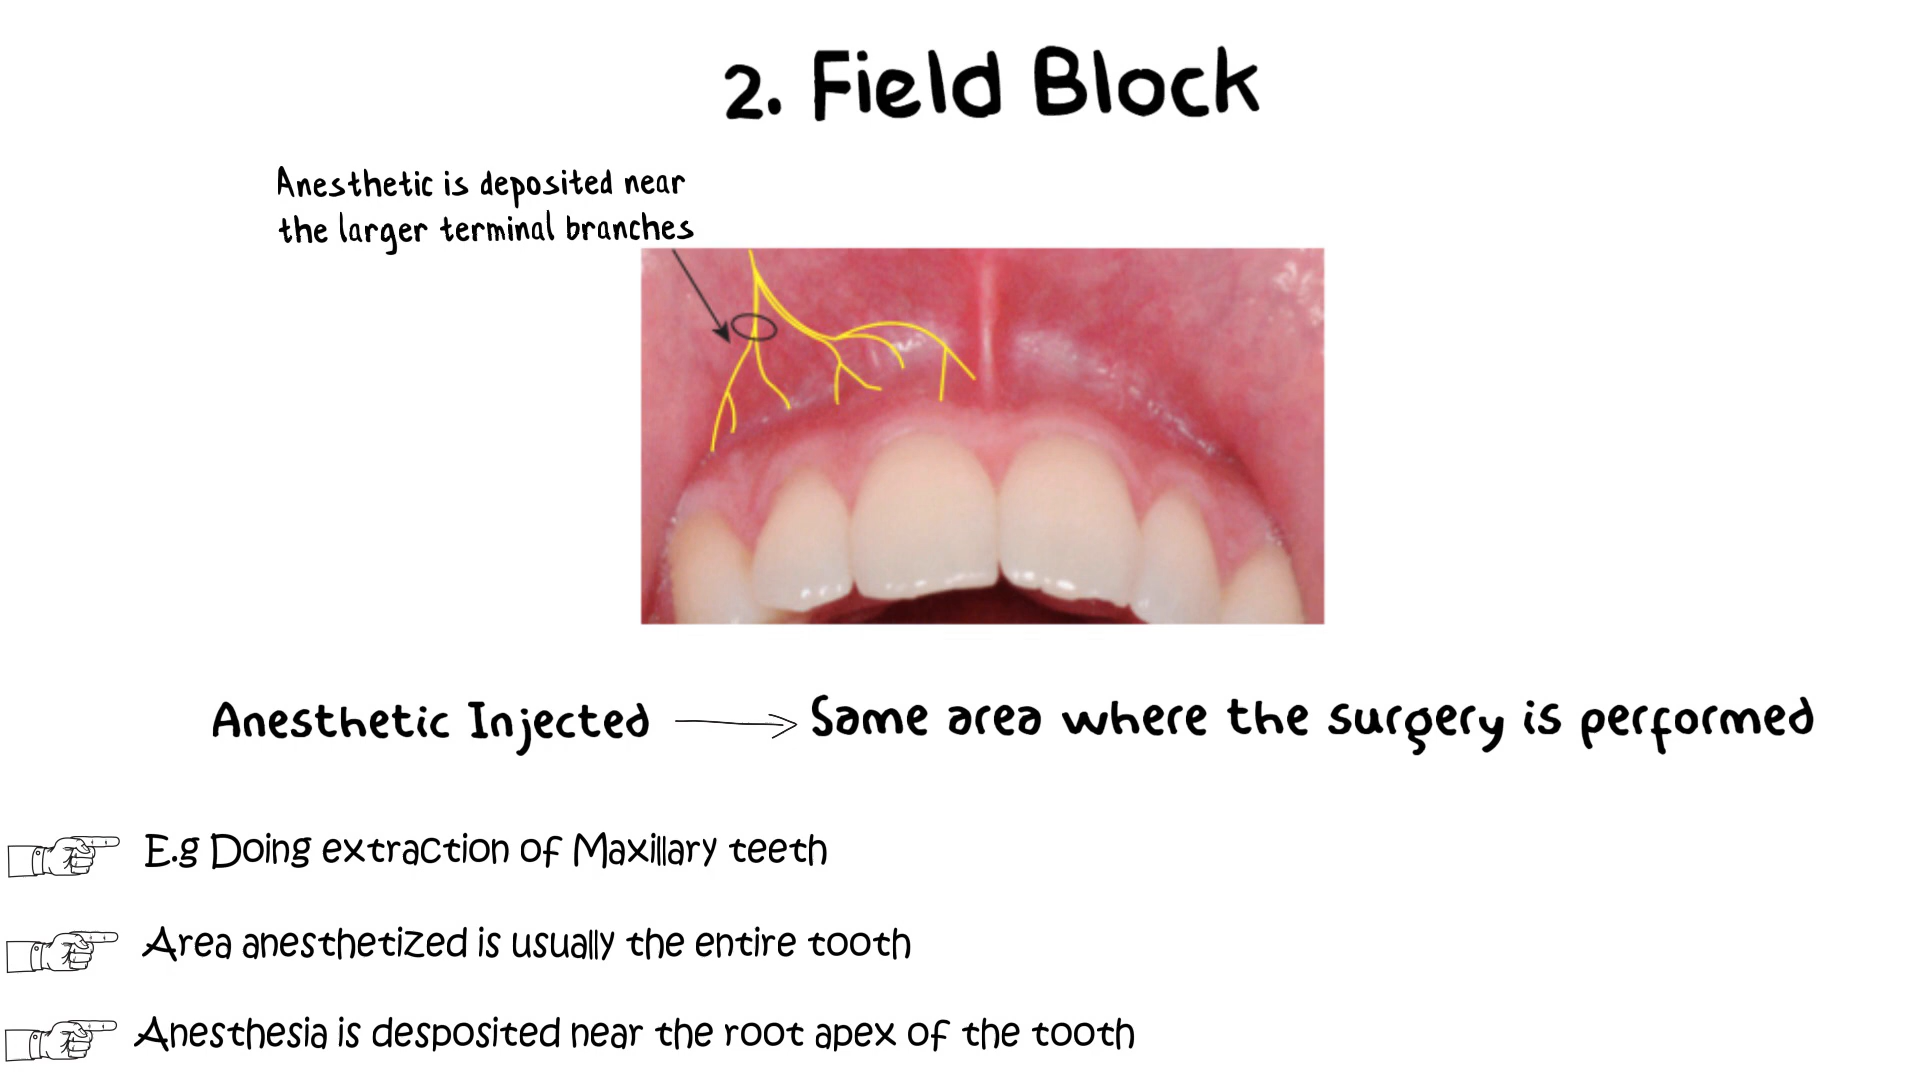 2. Field Block
Anesthetic is deposited near
the larger terminal branches
Anesthetic Injected
Same area where the surgery is performed
E.g Doing extraction of Maxillary teeth
Area anesthetized is usually the entire tooth
Anesthesia is desposited near the root apex of the tooth